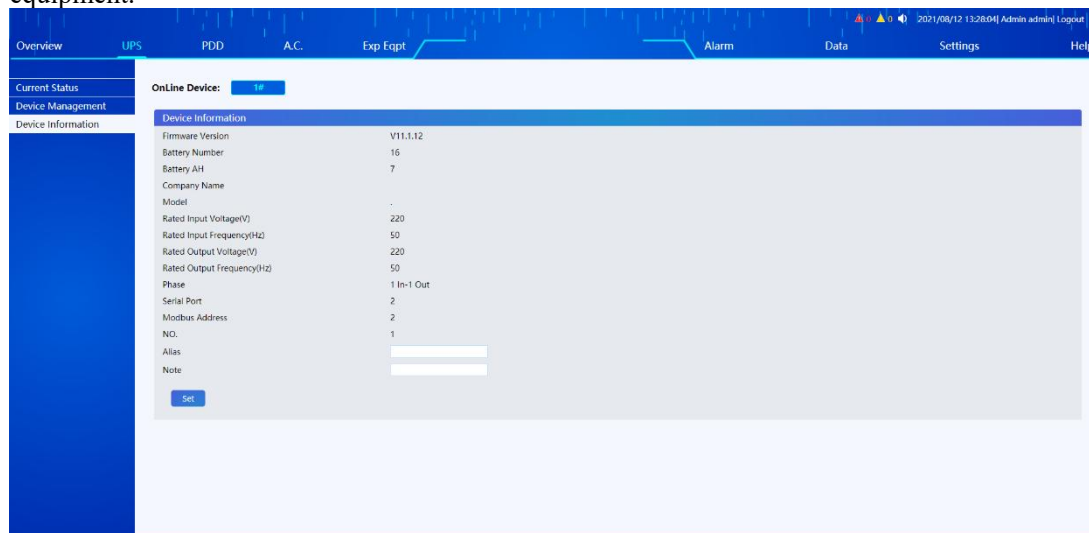 equipment.
0 0 2021/08/12 13:28:04| Admin admin| Logout
Overview UPS PDD A.C. Exp Eqpt Alarm Data Settings Help
Current Status
Device Management
Device Information
OnLine Device: 1#
Device Information
Firmware Version V11.1.12
Battery Number 16
Battery AH 7
Company Name
Model .
Rated Input Voltage(V) 220
Rated Input Frequency(Hz) 50
Rated Output Voltage(V) 220
Rated Output Frequency(Hz) 50
Phase 1 In-1 Out
Serial Port 2
Modbus Address 2
NO. 1
Alias
Note
Set